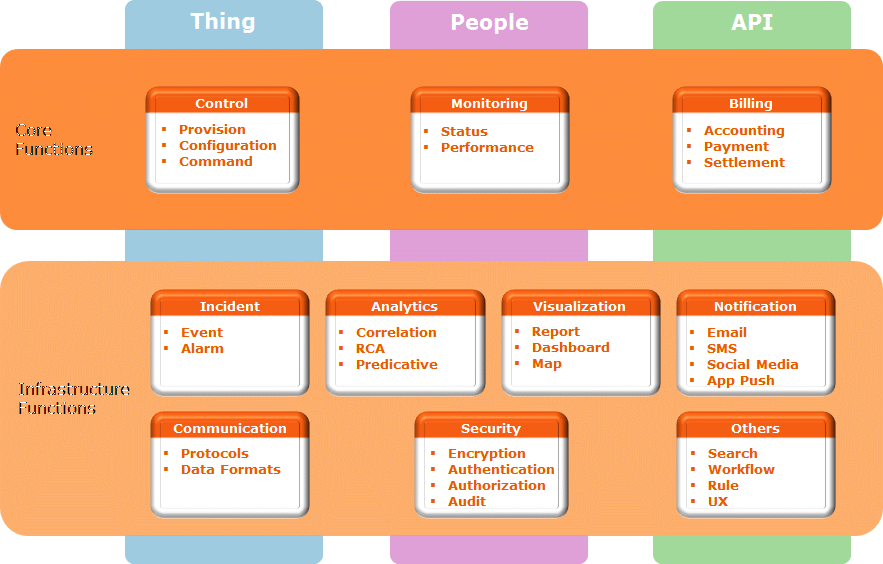 Thing
People
API
Core
Functions
Control
▪ Provision
▪ Configuration
▪ Command
Monitoring
▪ Status
▪ Performance
Billing
▪ Accounting
▪ Payment
▪ Settlement
Infrastructure
Functions
Incident
▪ Event
▪ Alarm
Analytics
▪ Correlation
▪ RCA
▪ Predicative
Visualization
▪ Report
▪ Dashboard
▪ Map
Notification
▪ Email
▪ SMS
▪ Social Media
▪ App Push
Communication
▪ Protocols
▪ Data Formats
Security
▪ Encryption
▪ Authentication
▪ Authorization
▪ Audit
Others
▪ Search
▪ Workflow
▪ Rule
▪ UX